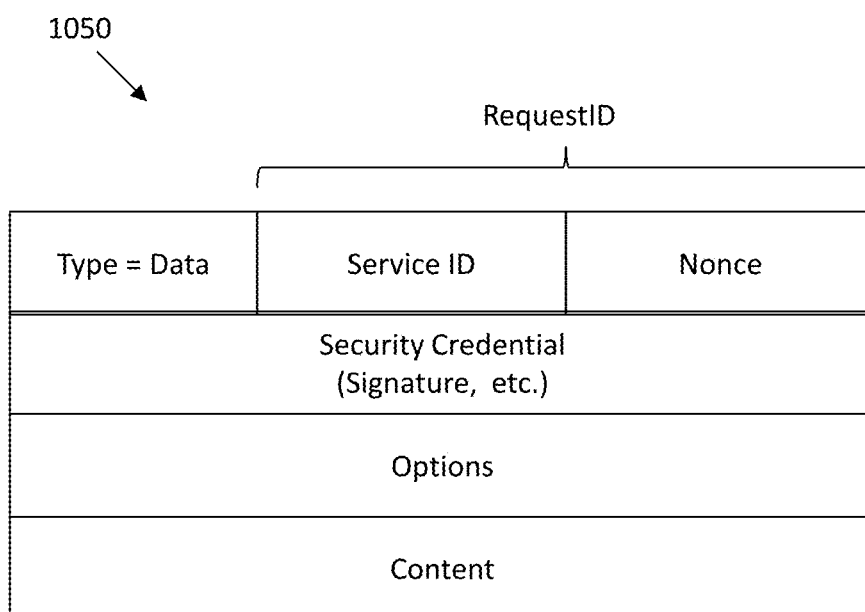 1050
RequestID
Type = Data
Service ID
Nonce
Security Credential
(Signature, etc.)
Options
Content